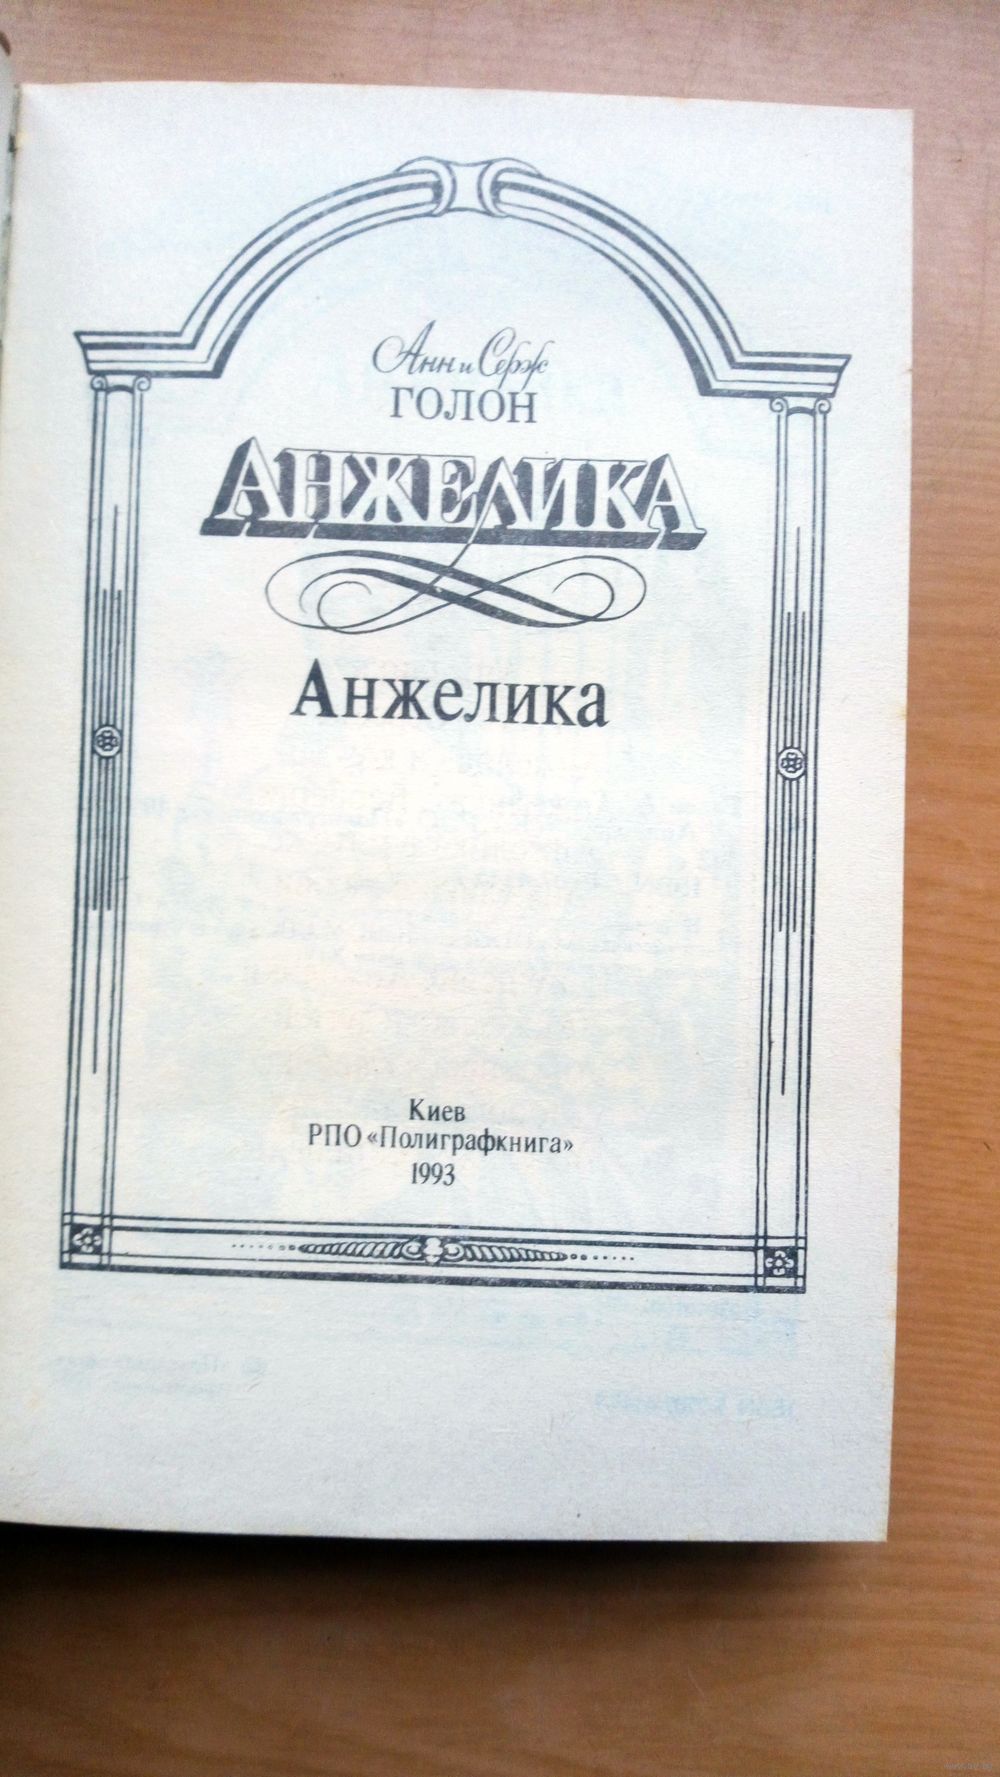 Анн и Серж
ГОЛОН
АНЖЕЛИКА
Анжелика
Киев
РПО «Полиграфкнига»
1993